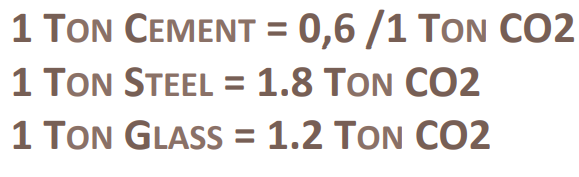 1 Ton Cement = 0,6 /1 Ton CO2
1 Ton Steel = 1.8 Ton CO2
1 Ton Glass = 1.2 Ton CO2